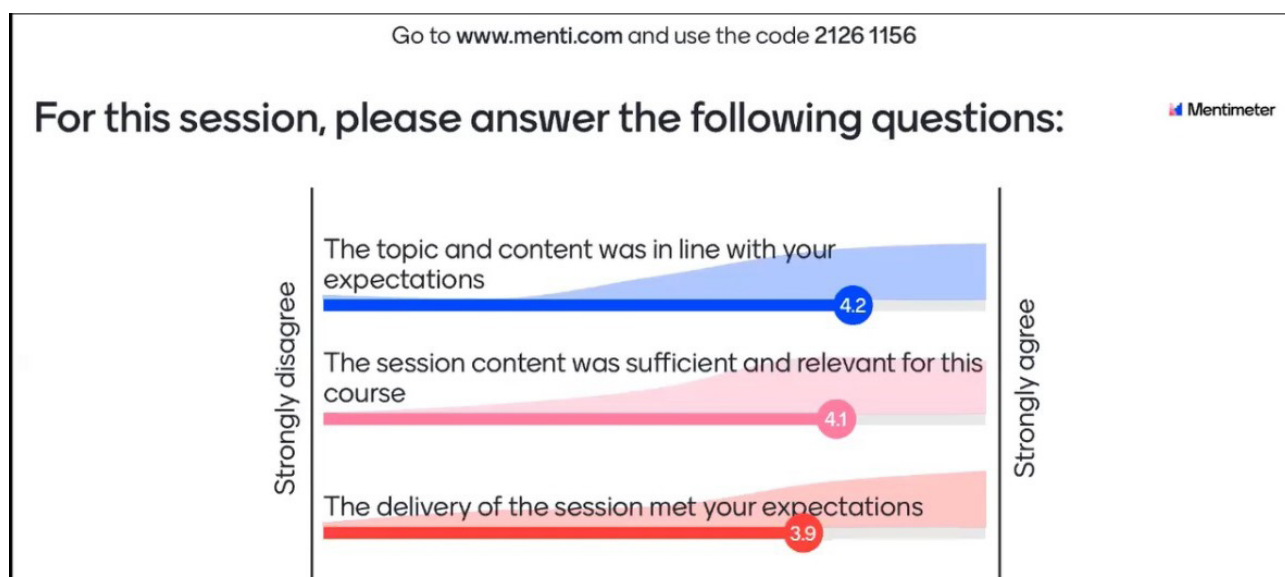 Go to www.menti.com and use the code 2126 1156
For this session, please answer the following questions:
Mentimeter
Strongly disagree
The topic and content was in line with your
expectations
4.2
The session content was sufficient and relevant for this
course
4.1
The delivery of the session met your expectations
3.9
Strongly agree